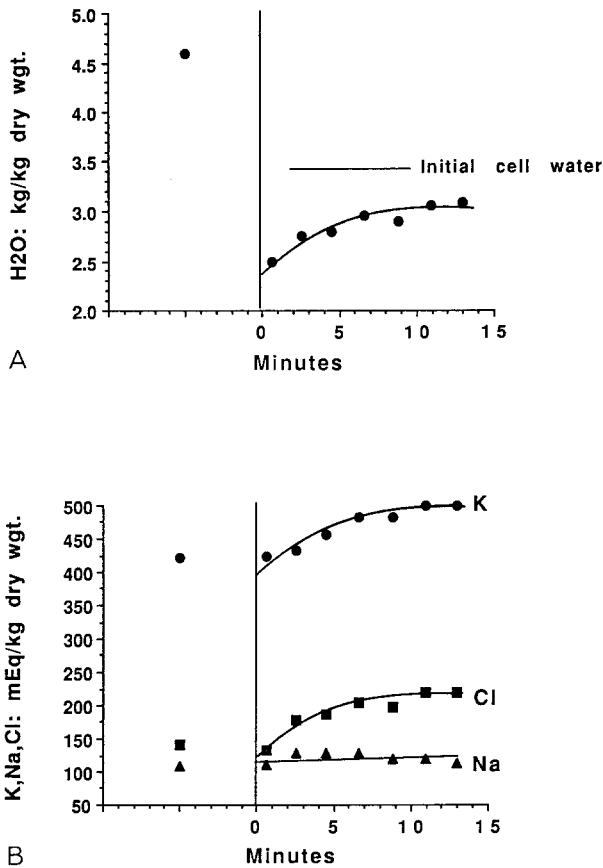 5.0
4.5
4.0
3.5
3.0
2.5
2.0
H2O: kg/kg dry wgt.
Initial cell water
0 5 10 15
Minutes
A
500
450
400
350
300
250
200
150
100
50
K,Na,Cl: mEq/kg dry wgt.
K
Cl
Na
0 5 10 15
Minutes
B